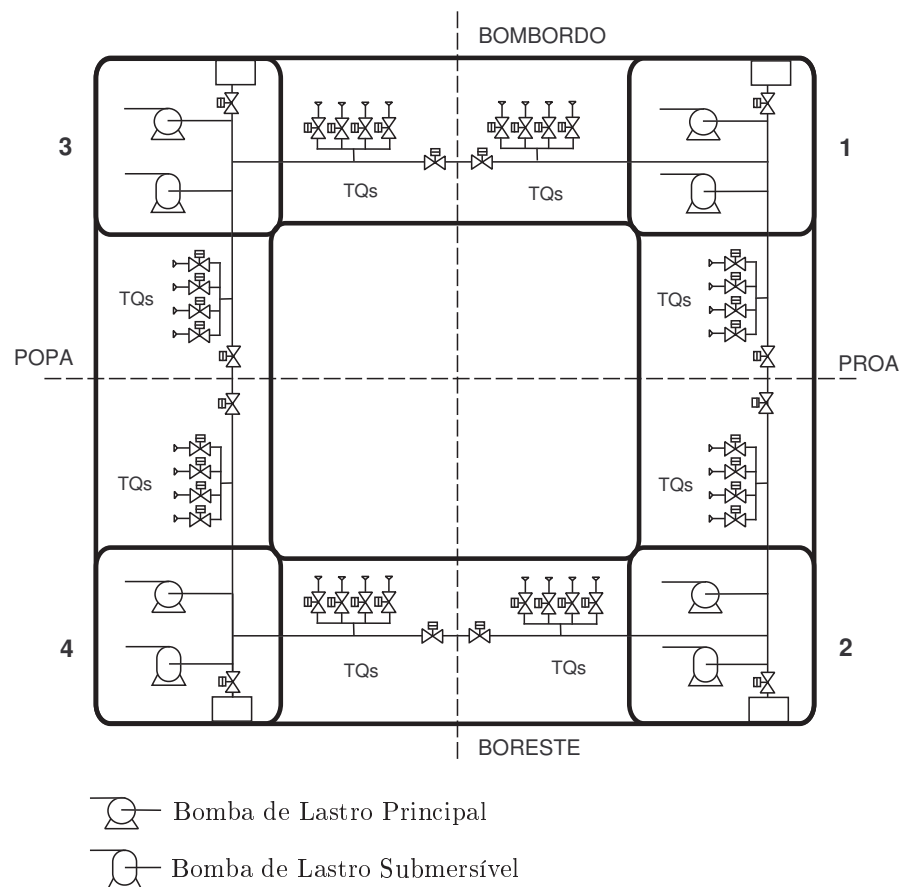 BOMBORDO
3
1
TQs
TQs
TQs
TQs
POPA
PROA
TQs
TQs
4
2
TQs
TQs
BORESTE
Bomba de Lastro Principal
Bomba de Lastro Submersível